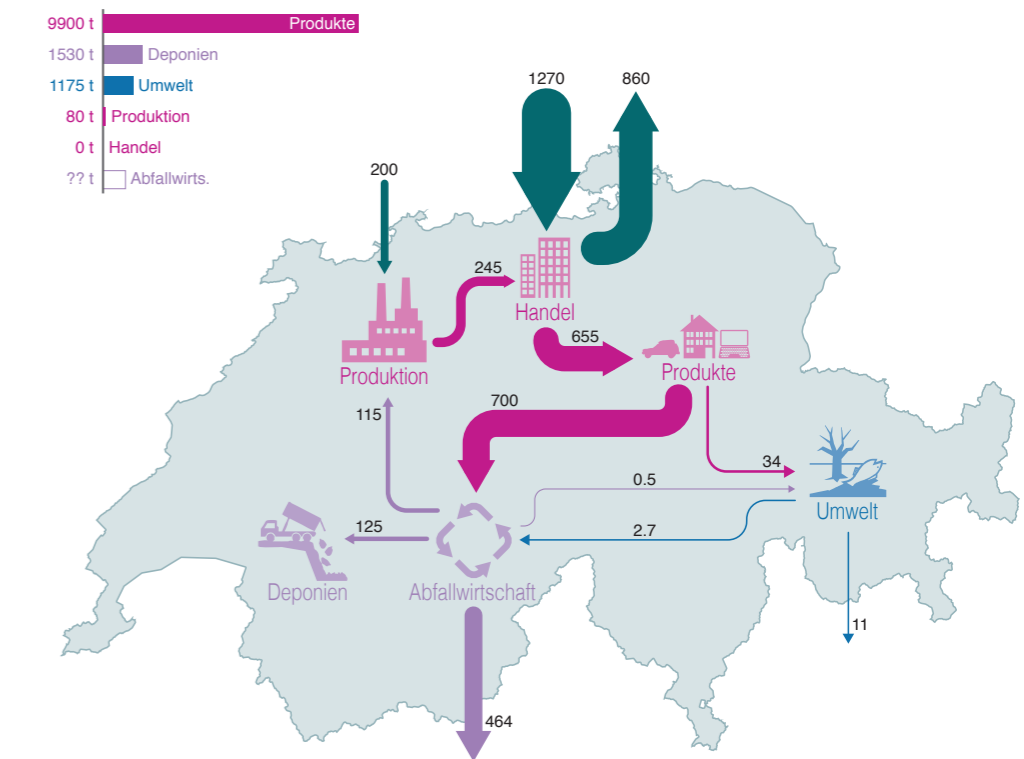 9900 t Produkte
1530 t Deponien
1175 t Umwelt
80 t Produktion
0 t Handel
?? t Abfallwirts.
1270
860
200
245
Handel
655
Produktion
Produkte
115
700
34
0.5
Umwelt
125
2.7
Deponien
Abfallwirtschaft
11
464